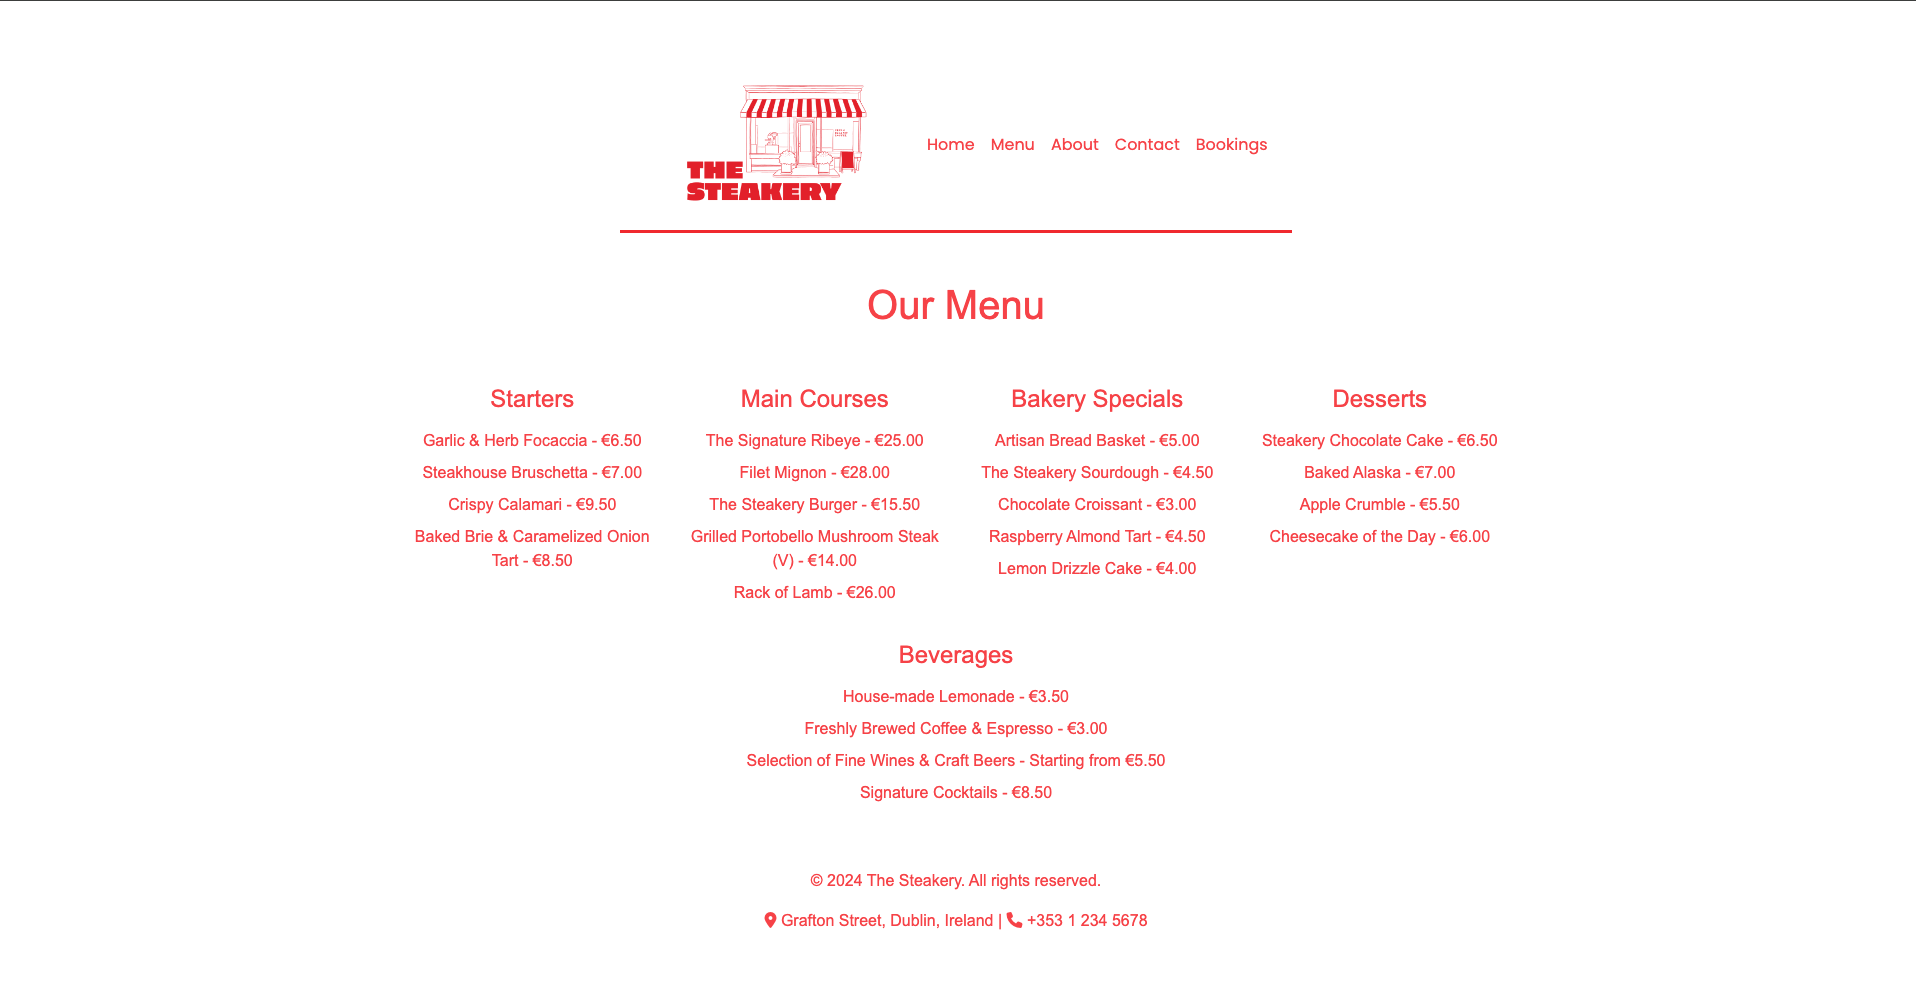 THE
STEAKERY
Home Menu About Contact Bookings
Our Menu
Starters
Garlic & Herb Focaccia - €6.50
Steakhouse Bruschetta - €7.00
Crispy Calamari - €9.50
Baked Brie & Caramelized Onion
Tart - €8.50
Main Courses
The Signature Ribeye - €25.00
Filet Mignon - €28.00
The Steakery Burger - €15.50
Grilled Portobello Mushroom Steak
(V) - €14.00
Rack of Lamb - €26.00
Bakery Specials
Artisan Bread Basket - €5.00
The Steakery Sourdough - €4.50
Chocolate Croissant - €3.00
Raspberry Almond Tart - €4.50
Lemon Drizzle Cake - €4.00
Desserts
Steakery Chocolate Cake - €6.50
Baked Alaska - €7.00
Apple Crumble - €5.50
Cheesecake of the Day - €6.00
Beverages
House-made Lemonade - €3.50
Freshly Brewed Coffee & Espresso - €3.00
Selection of Fine Wines & Craft Beers - Starting from €5.50
Signature Cocktails - €8.50
© 2024 The Steakery. All rights reserved.
Grafton Street, Dublin, Ireland | +353 1 234 5678